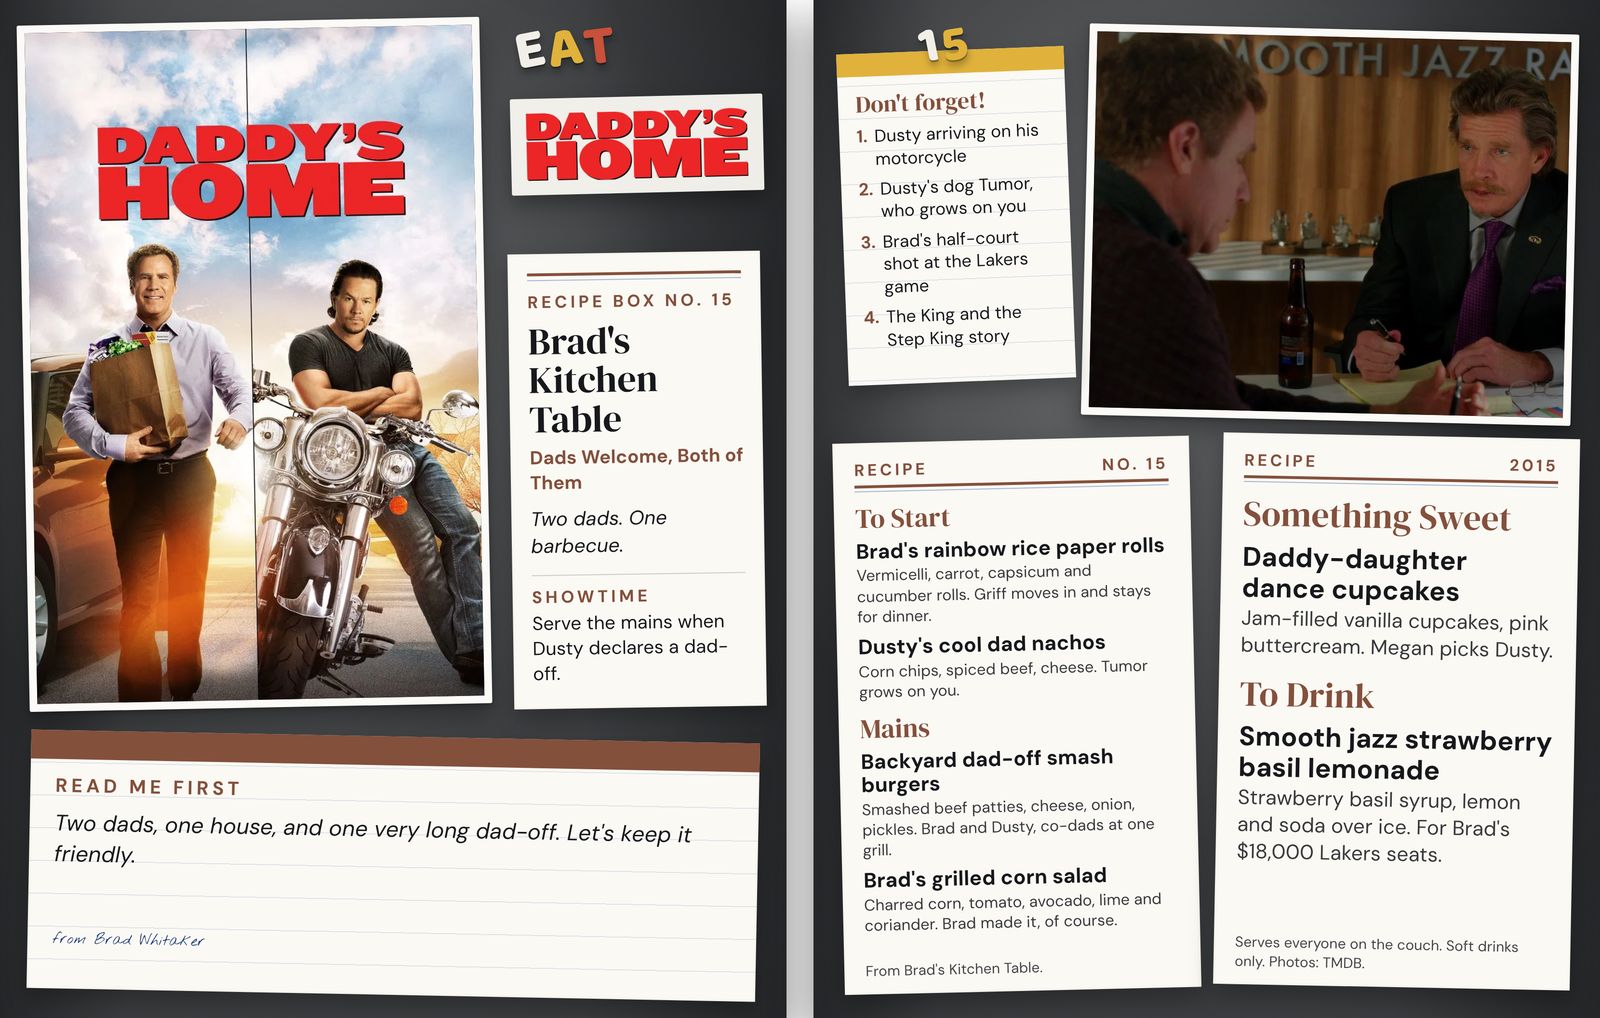 DADDY'S
HOME
EAT
DADDY'S
HOME
RECIPE BOX NO. 15
Brad's
Kitchen
Table
Dads Welcome, Both of
Them
Two dads. One
barbecue.
SHOWTIME
Serve the mains when
Dusty declares a dad-
off.
READ ME FIRST
Two dads, one house, and one very long dad-off. Let's keep it
friendly.
from Brad Whitaker
15
Don't forget!
1. Dusty arriving on his
motorcycle
2. Dusty's dog Tumor,
who grows on you
3. Brad's half-court
shot at the Lakers
game
4. The King and the
Step King story
MOOTH JAZZ RA
RECIPE NO. 15
To Start
Brad's rainbow rice paper rolls
Vermicelli, carrot, capsicum and
cucumber rolls. Griff moves in and stays
for dinner.
Dusty's cool dad nachos
Corn chips, spiced beef, cheese. Tumor
grows on you.
Mains
Backyard dad-off smash
burgers
Smashed beef patties, cheese, onion,
pickles. Brad and Dusty, co-dads at one
grill.
Brad's grilled corn salad
Charred corn, tomato, avocado, lime and
coriander. Brad made it, of course.
From Brad's Kitchen Table.
RECIPE 2015
Something Sweet
Daddy-daughter
dance cupcakes
Jam-filled vanilla cupcakes, pink
buttercream. Megan picks Dusty.
To Drink
Smooth jazz strawberry
basil lemonade
Strawberry basil syrup, lemon
and soda over ice. For Brad's
$18,000 Lakers seats.
Serves everyone on the couch. Soft drinks
only. Photos: TMDB.